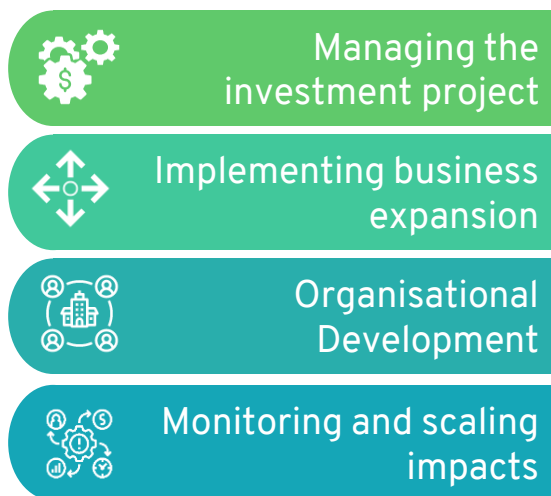 Managing the
investment project
Implementing business
expansion
Organisational
Development
Monitoring and scaling
impacts